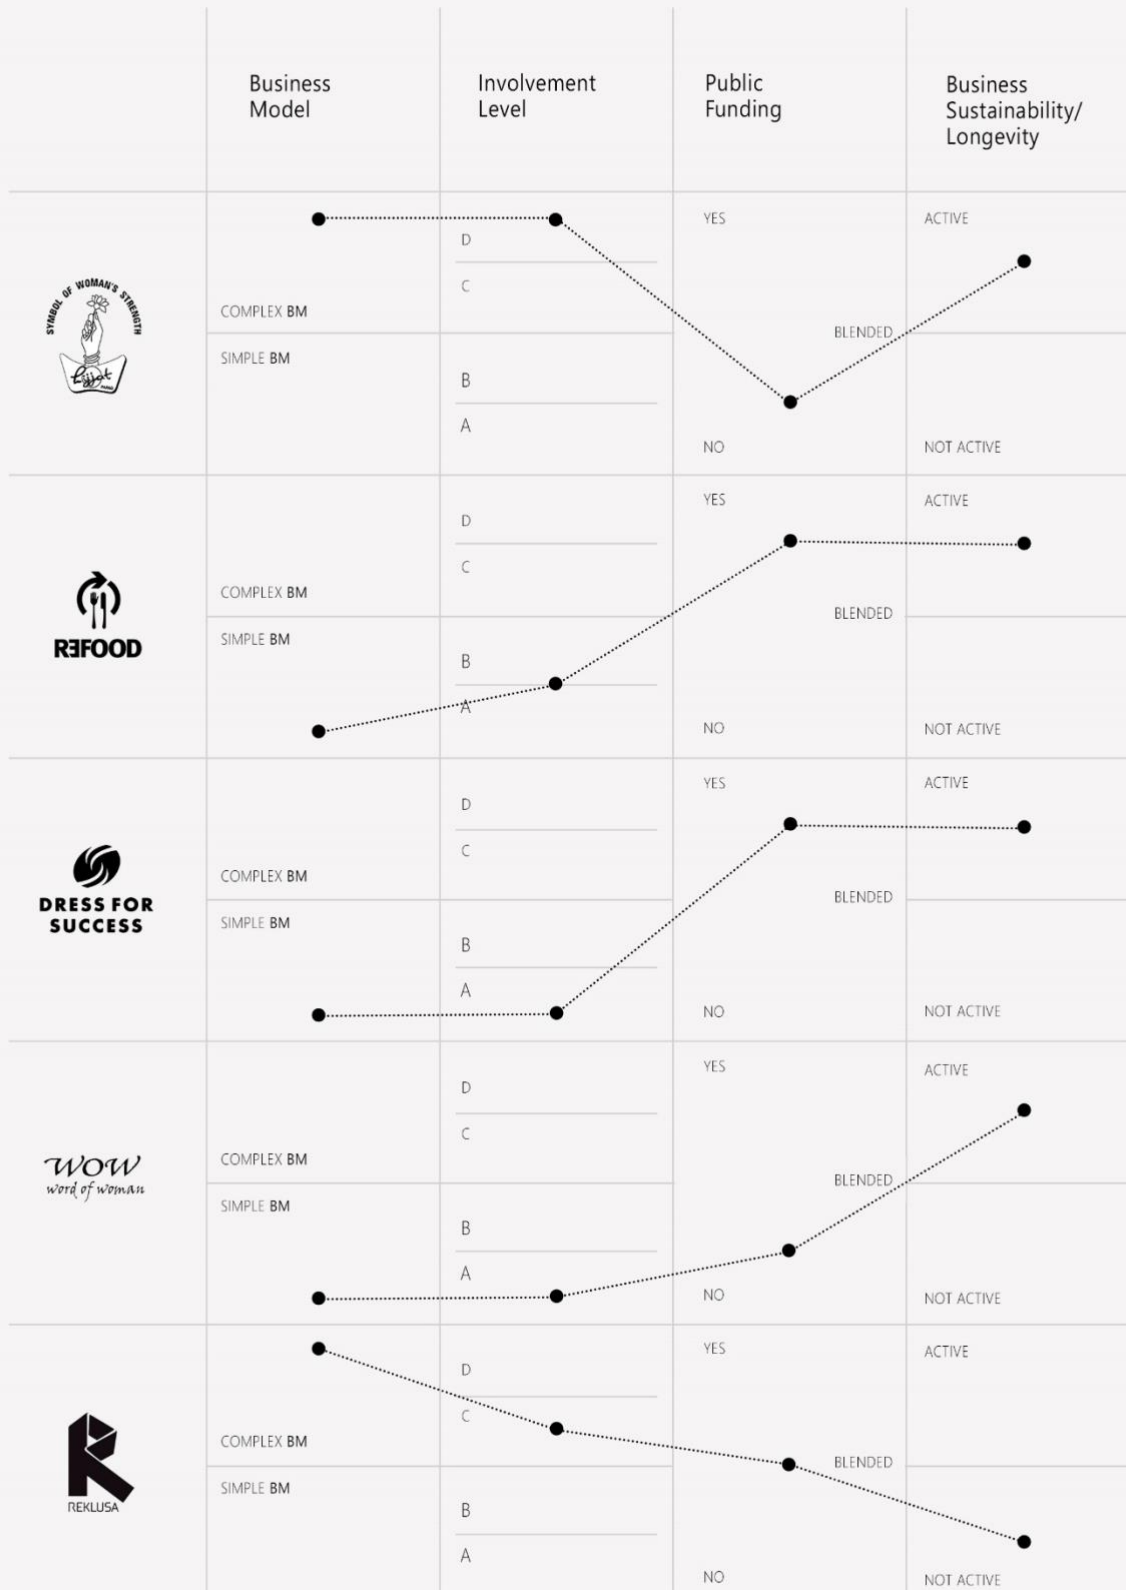 Business
Model
Involvement
Level
Public
Funding
Business
Sustainability/
Longevity
SYMBOL OF WOMAN'S STRENGTH
Lijjat
COMPLEX BM
SIMPLE BM
D
C
B
A
YES
BLENDED
NO
ACTIVE
NOT ACTIVE
REFOOD
COMPLEX BM
SIMPLE BM
D
C
B
A
YES
BLENDED
NO
ACTIVE
NOT ACTIVE
DRESS FOR
SUCCESS
COMPLEX BM
SIMPLE BM
D
C
B
A
YES
BLENDED
NO
ACTIVE
NOT ACTIVE
WOW
word of woman
COMPLEX BM
SIMPLE BM
D
C
B
A
YES
BLENDED
NO
ACTIVE
NOT ACTIVE
REKLUSA
COMPLEX BM
SIMPLE BM
D
C
B
A
YES
BLENDED
NO
ACTIVE
NOT ACTIVE